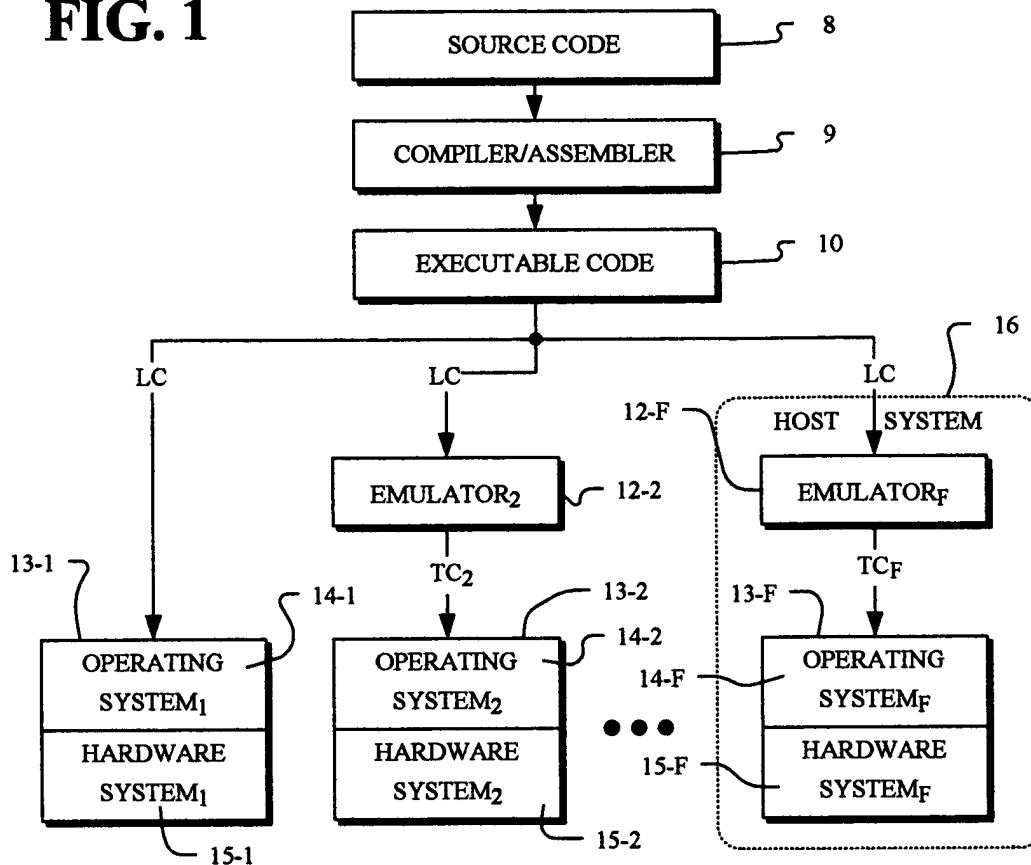 FIG. 1
SOURCE CODE
8
COMPILER/ASSEMBLER
9
EXECUTABLE CODE
10
16
LC
LC
LC
12-F
HOST SYSTEM
EMULATOR2
12-2
EMULATORF
13-1
TC2
TCF
14-1
13-2
13-F
OPERATING
SYSTEM1
OPERATING
SYSTEM2
14-2
14-F
OPERATING
SYSTEMF
HARDWARE
SYSTEM1
HARDWARE
SYSTEM2
15-F
HARDWARE
SYSTEMF
15-1
15-2